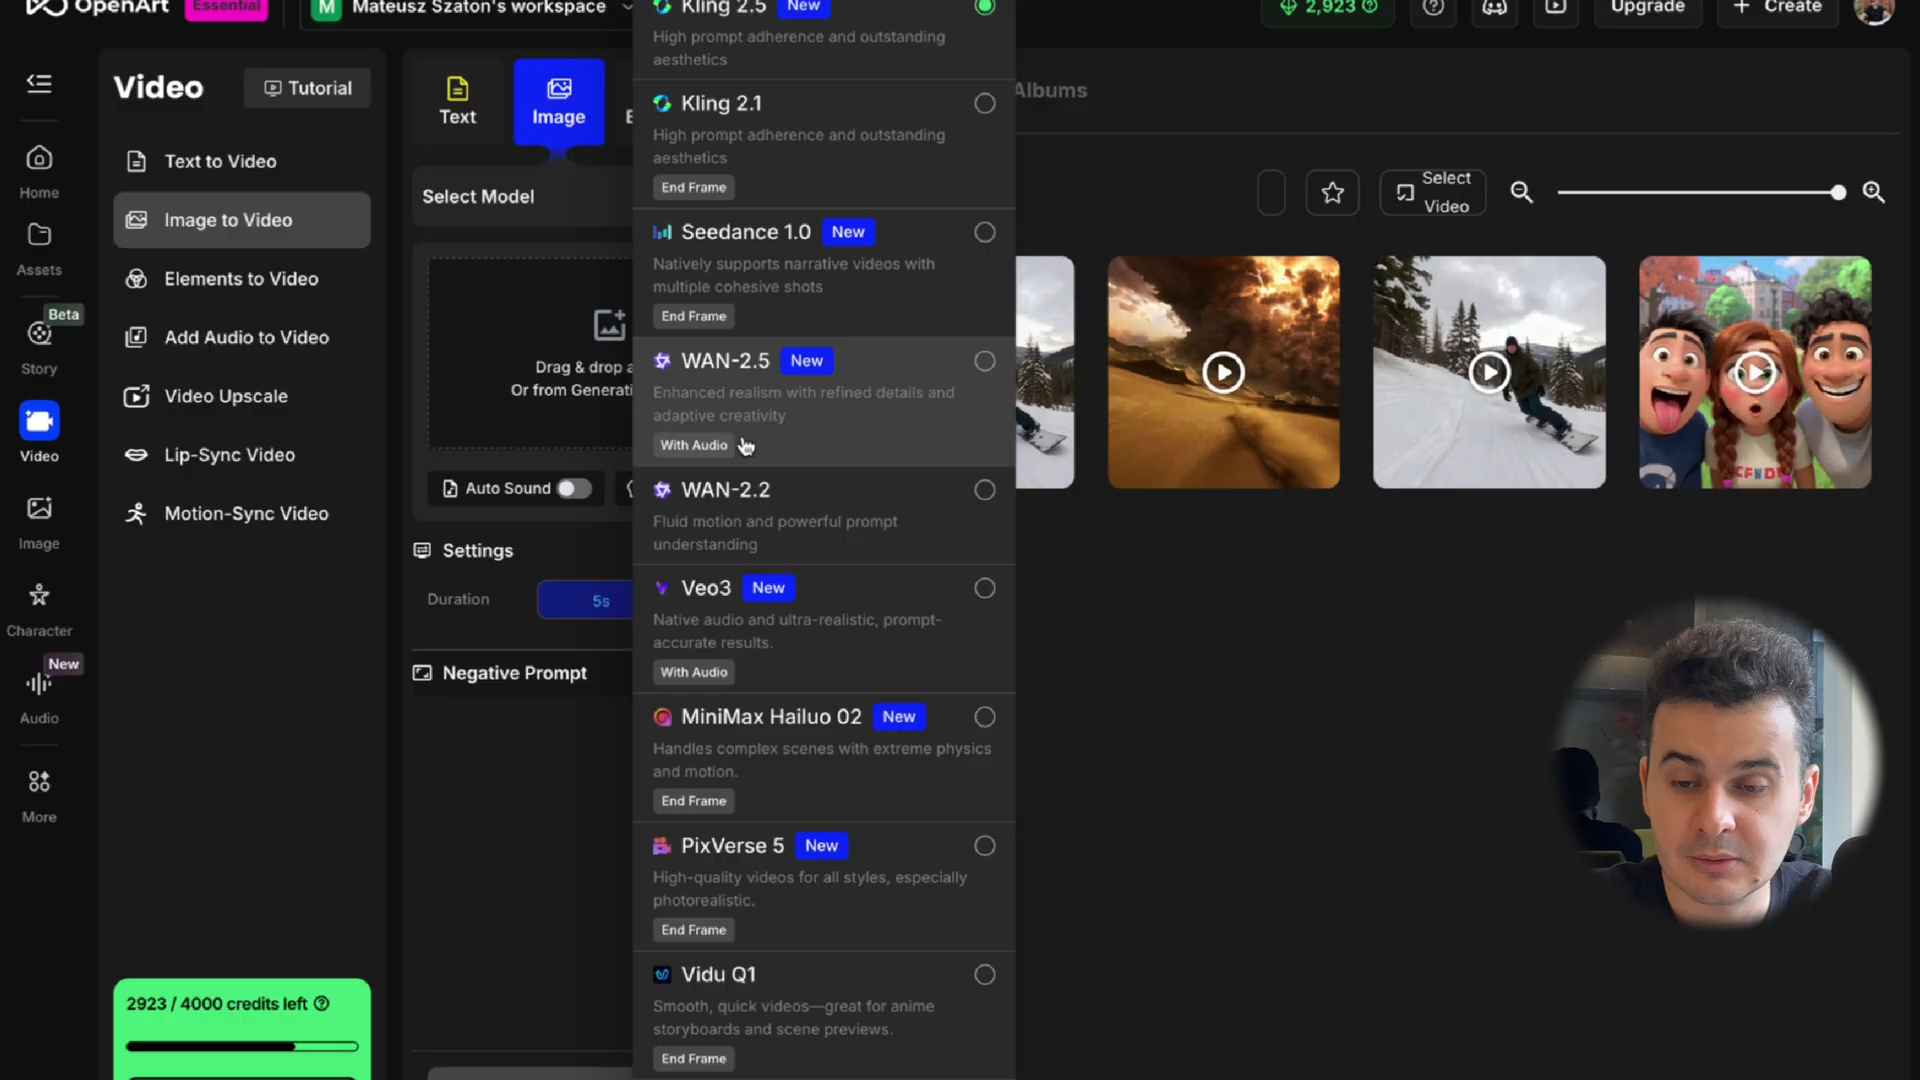 OpenArt
Essential
M Mateusz Szaton's workspace
2,923
Upgrade
+ Create
Video
Tutorial
Text to Video
Image to Video
Elements to Video
Add Audio to Video
Video Upscale
Lip-Sync Video
Motion-Sync Video
2923 / 4000 credits left
Home
Assets
Beta
Story
Video
Image
Character
New
Audio
More
Text
Image
Select Model
Drag & drop
Or from Generati
Auto Sound
Settings
Duration
5s
Negative Prompt
Kling 2.5 New
High prompt adherence and outstanding
aesthetics
Kling 2.1
High prompt adherence and outstanding
aesthetics
End Frame
Seedance 1.0 New
Natively supports narrative videos with
multiple cohesive shots
End Frame
WAN-2.5 New
Enhanced realism with refined details and
adaptive creativity
With Audio
WAN-2.2
Fluid motion and powerful prompt
understanding
Veo3 New
Native audio and ultra-realistic, prompt-
accurate results.
With Audio
MiniMax Hailuo 02 New
Handles complex scenes with extreme physics
and motion.
End Frame
PixVerse 5 New
High-quality videos for all styles, especially
photorealistic.
End Frame
Vidu Q1
Smooth, quick videos—great for anime
storyboards and scene previews.
End Frame
Albums
Select
Video